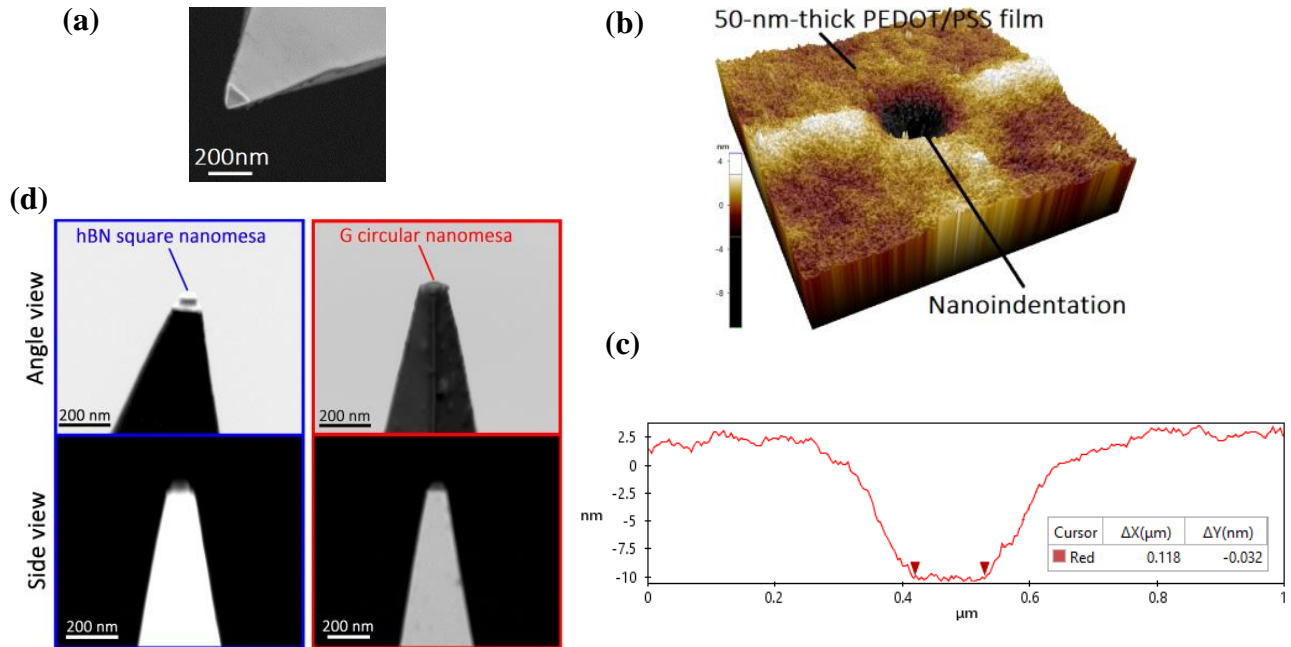 (a)
200nm
(b)
50-nm-thick PEDOT/PSS film
nm
4
0
-4
-8
Nanoindentation
(d)
hBN square nanomesa
G circular nanomesa
Angle view
200 nm
200 nm
Side view
200 nm
200 nm
(c)
2.5
0
-2.5
-5
-7.5
-10
nm
0
0.2
0.4
0.6
0.8
1
µm
Cursor ΔX(µm) ΔY(nm)
Red 0.118 -0.032